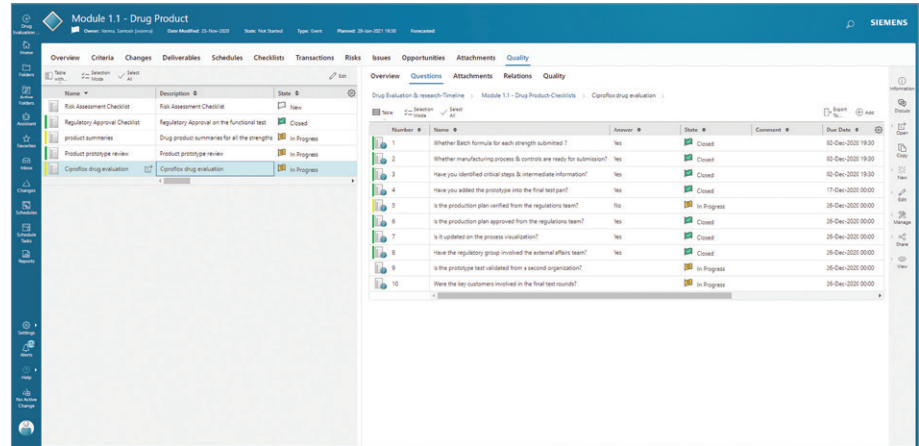 Module 1.1 - Drug Product
Owner: Verma, Santosh (sverma) Date Modified: 25-Nov-2020 State: Not Started Type: Event Planned: 29-Jan-2021 19:30 Forecasted:
SIEMENS
Drug Evaluation ...
Home
Folders
Active Folders
Assistant
Favorites
Inbox
Changes
Schedules
Schedule Tasks
Reports
Settings
Alerts
Help
No Active Change
Overview Criteria Changes Deliverables Schedules Checklists Transactions Risks Issues Opportunities Attachments Quality
Table with... Selection Mode Select All Edit
Name Description State
Risk Assessment Checklist Risk Assessment Checklist New
Regulatory Approval Checklist Regulatory Approval on the functional test Closed
product summaries Drug product summaries for all the strengths In Progress
Product prototype review Product prototype review In Progress
Ciproflox drug evaluation Ciproflox drug evaluation In Progress
Overview Questions Attachments Relations Quality
Drug Evaluation & research-Timeline Module 1.1 - Drug Product-Checklists Ciproflox drug evaluation
Table Selection Mode Select All Export To... Add
Number Name Answer State Comment Due Date
1 Whether Batch formula for each strength submitted ? Yes Closed 02-Dec-2020 19:30
2 Whether manufacturing process & controls are ready for submission? Yes Closed 02-Dec-2020 19:30
3 Have you identified critical steps & intermediate information? Yes Closed 02-Dec-2020 19:30
4 Have you added the prototype into the final test part? Yes Closed 17-Dec-2020 00:00
5 Is the production plan verified from the regulations team? No In Progress 26-Dec-2020 00:00
6 Is the production plan approved from the regulations team? Yes Closed 26-Dec-2020 00:00
7 Is it updated on the process visualization? Yes Closed 26-Dec-2020 00:00
8 Have the regulatory group involved the external affairs team? Yes Closed 26-Dec-2020 00:00
9 Is the prototype test validated from a second organization? In Progress 26-Dec-2020 00:00
10 Were the key customers involved in the final test rounds? In Progress 26-Dec-2020 00:00
Information
Discuss
Open
Copy
New
Edit
Manage
Share
View